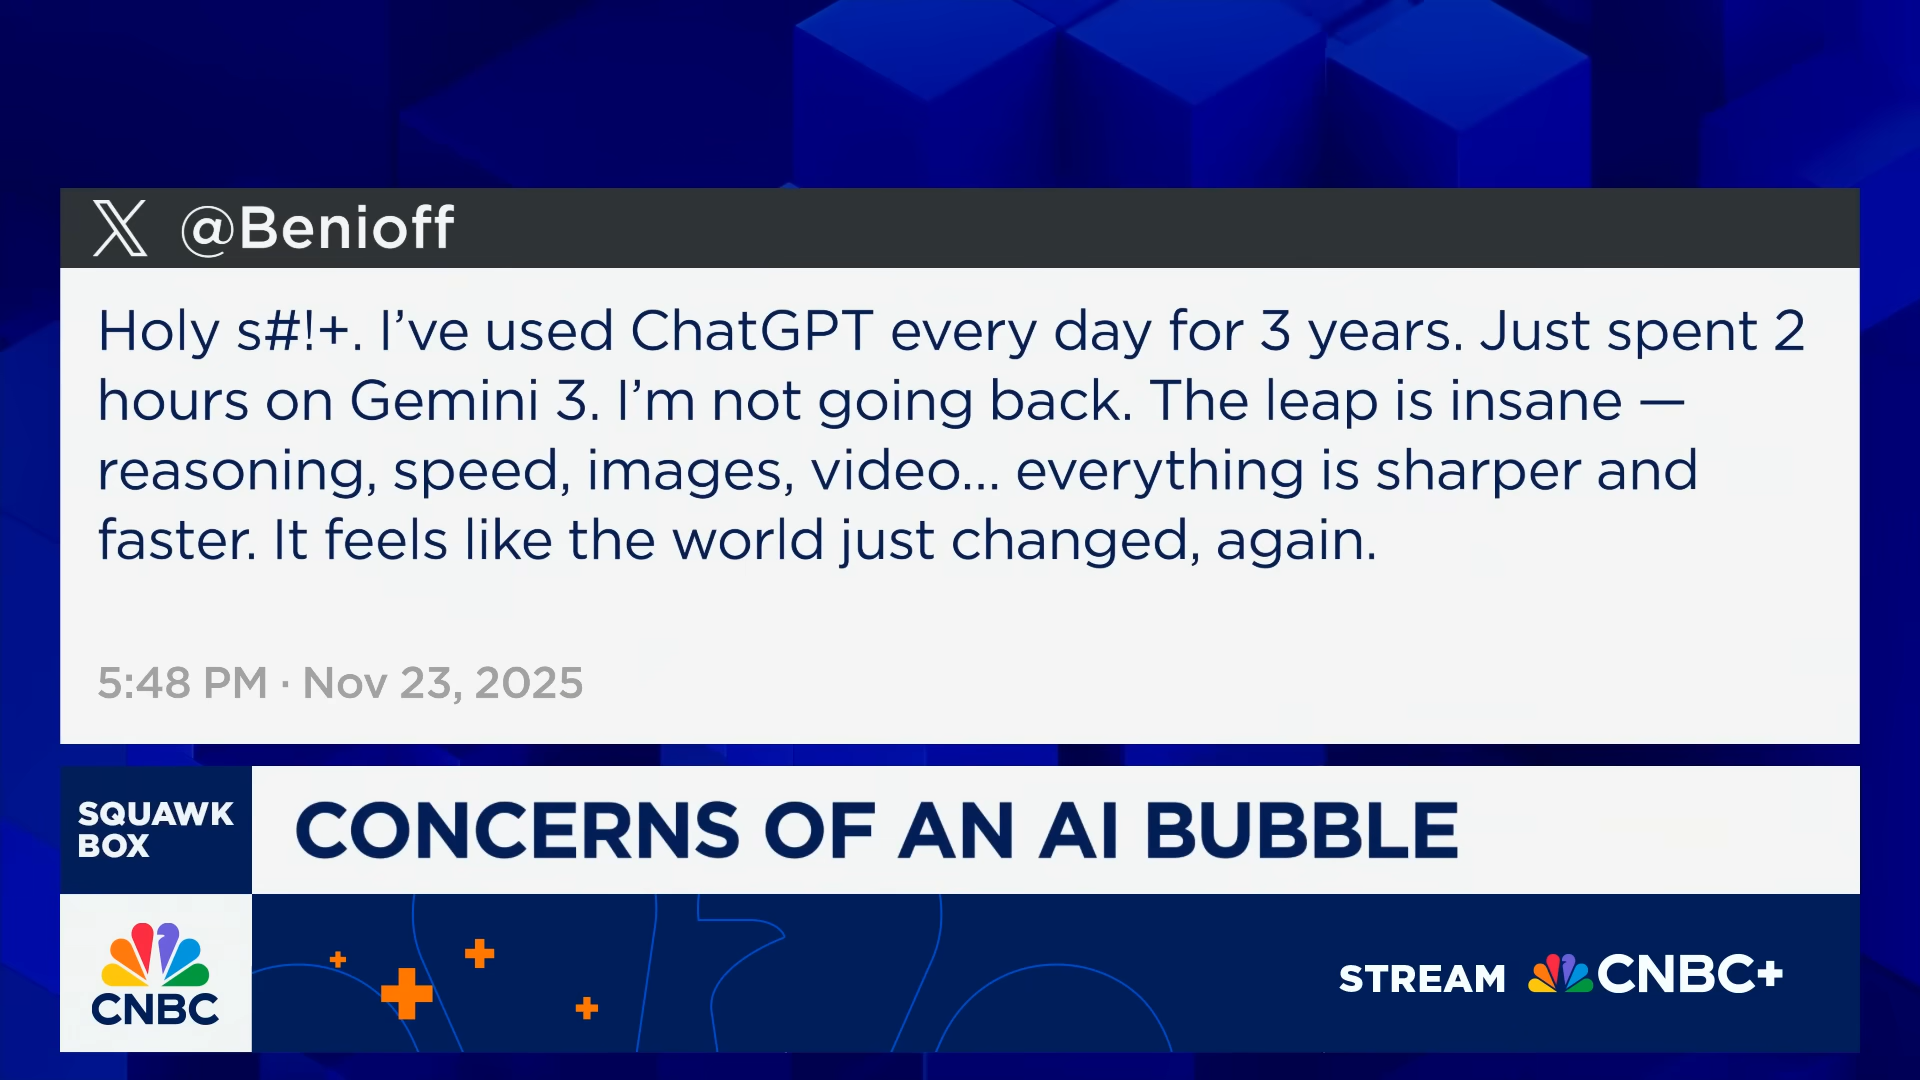 @Benioff
Holy s#!+. I’ve used ChatGPT every day for 3 years. Just spent 2
hours on Gemini 3. I’m not going back. The leap is insane —
reasoning, speed, images, video... everything is sharper and
faster. It feels like the world just changed, again.
5:48 PM · Nov 23, 2025
SQUAWK
BOX
CONCERNS OF AN AI BUBBLE
CNBC
STREAM CNBC+